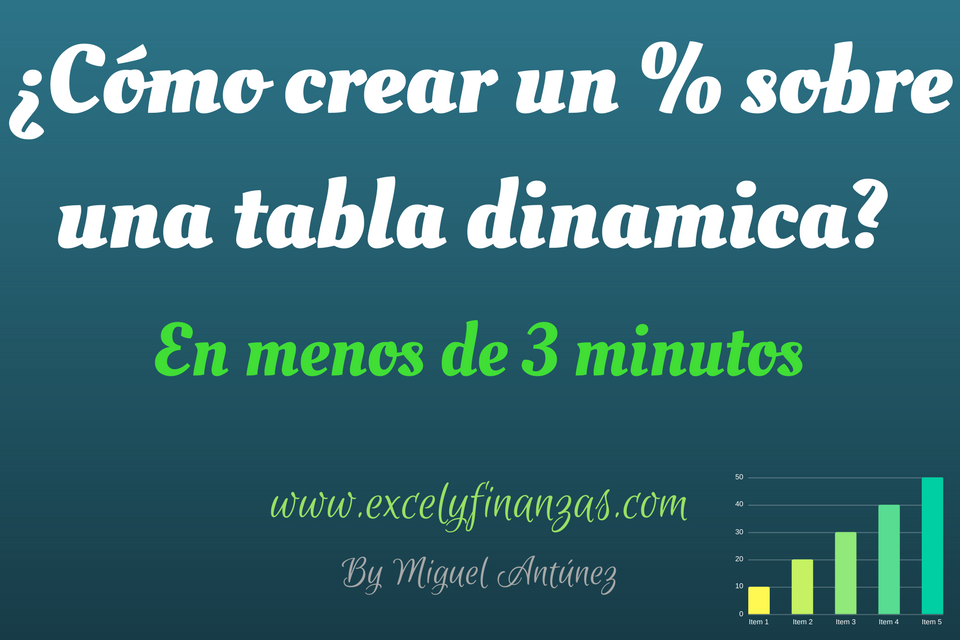 ¿Cómo crear un % sobre
una tabla dinamica?
En menos de 3 minutos
www.excelyfinanzas.com
By Miguel Antúnez
50
40
30
20
10
0
Item 1 Item 2 Item 3 Item 4 Item 5